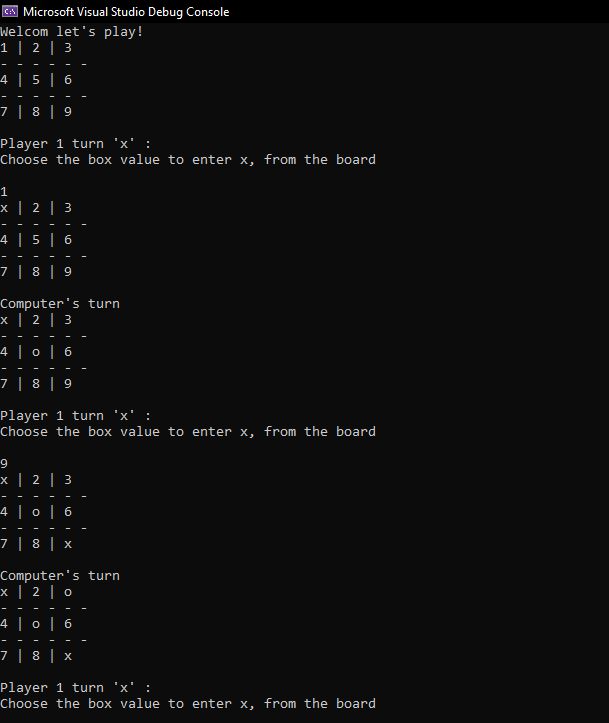 Microsoft Visual Studio Debug Console
Welcom let's play!
1 | 2 | 3
- - - - - -
4 | 5 | 6
- - - - - -
7 | 8 | 9
Player 1 turn 'x' :
Choose the box value to enter x, from the board
1
x | 2 | 3
- - - - - -
4 | 5 | 6
- - - - - -
7 | 8 | 9
Computer's turn
x | 2 | 3
- - - - - -
4 | o | 6
- - - - - -
7 | 8 | 9
Player 1 turn 'x' :
Choose the box value to enter x, from the board
9
x | 2 | 3
- - - - - -
4 | o | 6
- - - - - -
7 | 8 | x
Computer's turn
x | 2 | o
- - - - - -
4 | o | 6
- - - - - -
7 | 8 | x
Player 1 turn 'x' :
Choose the box value to enter x, from the board